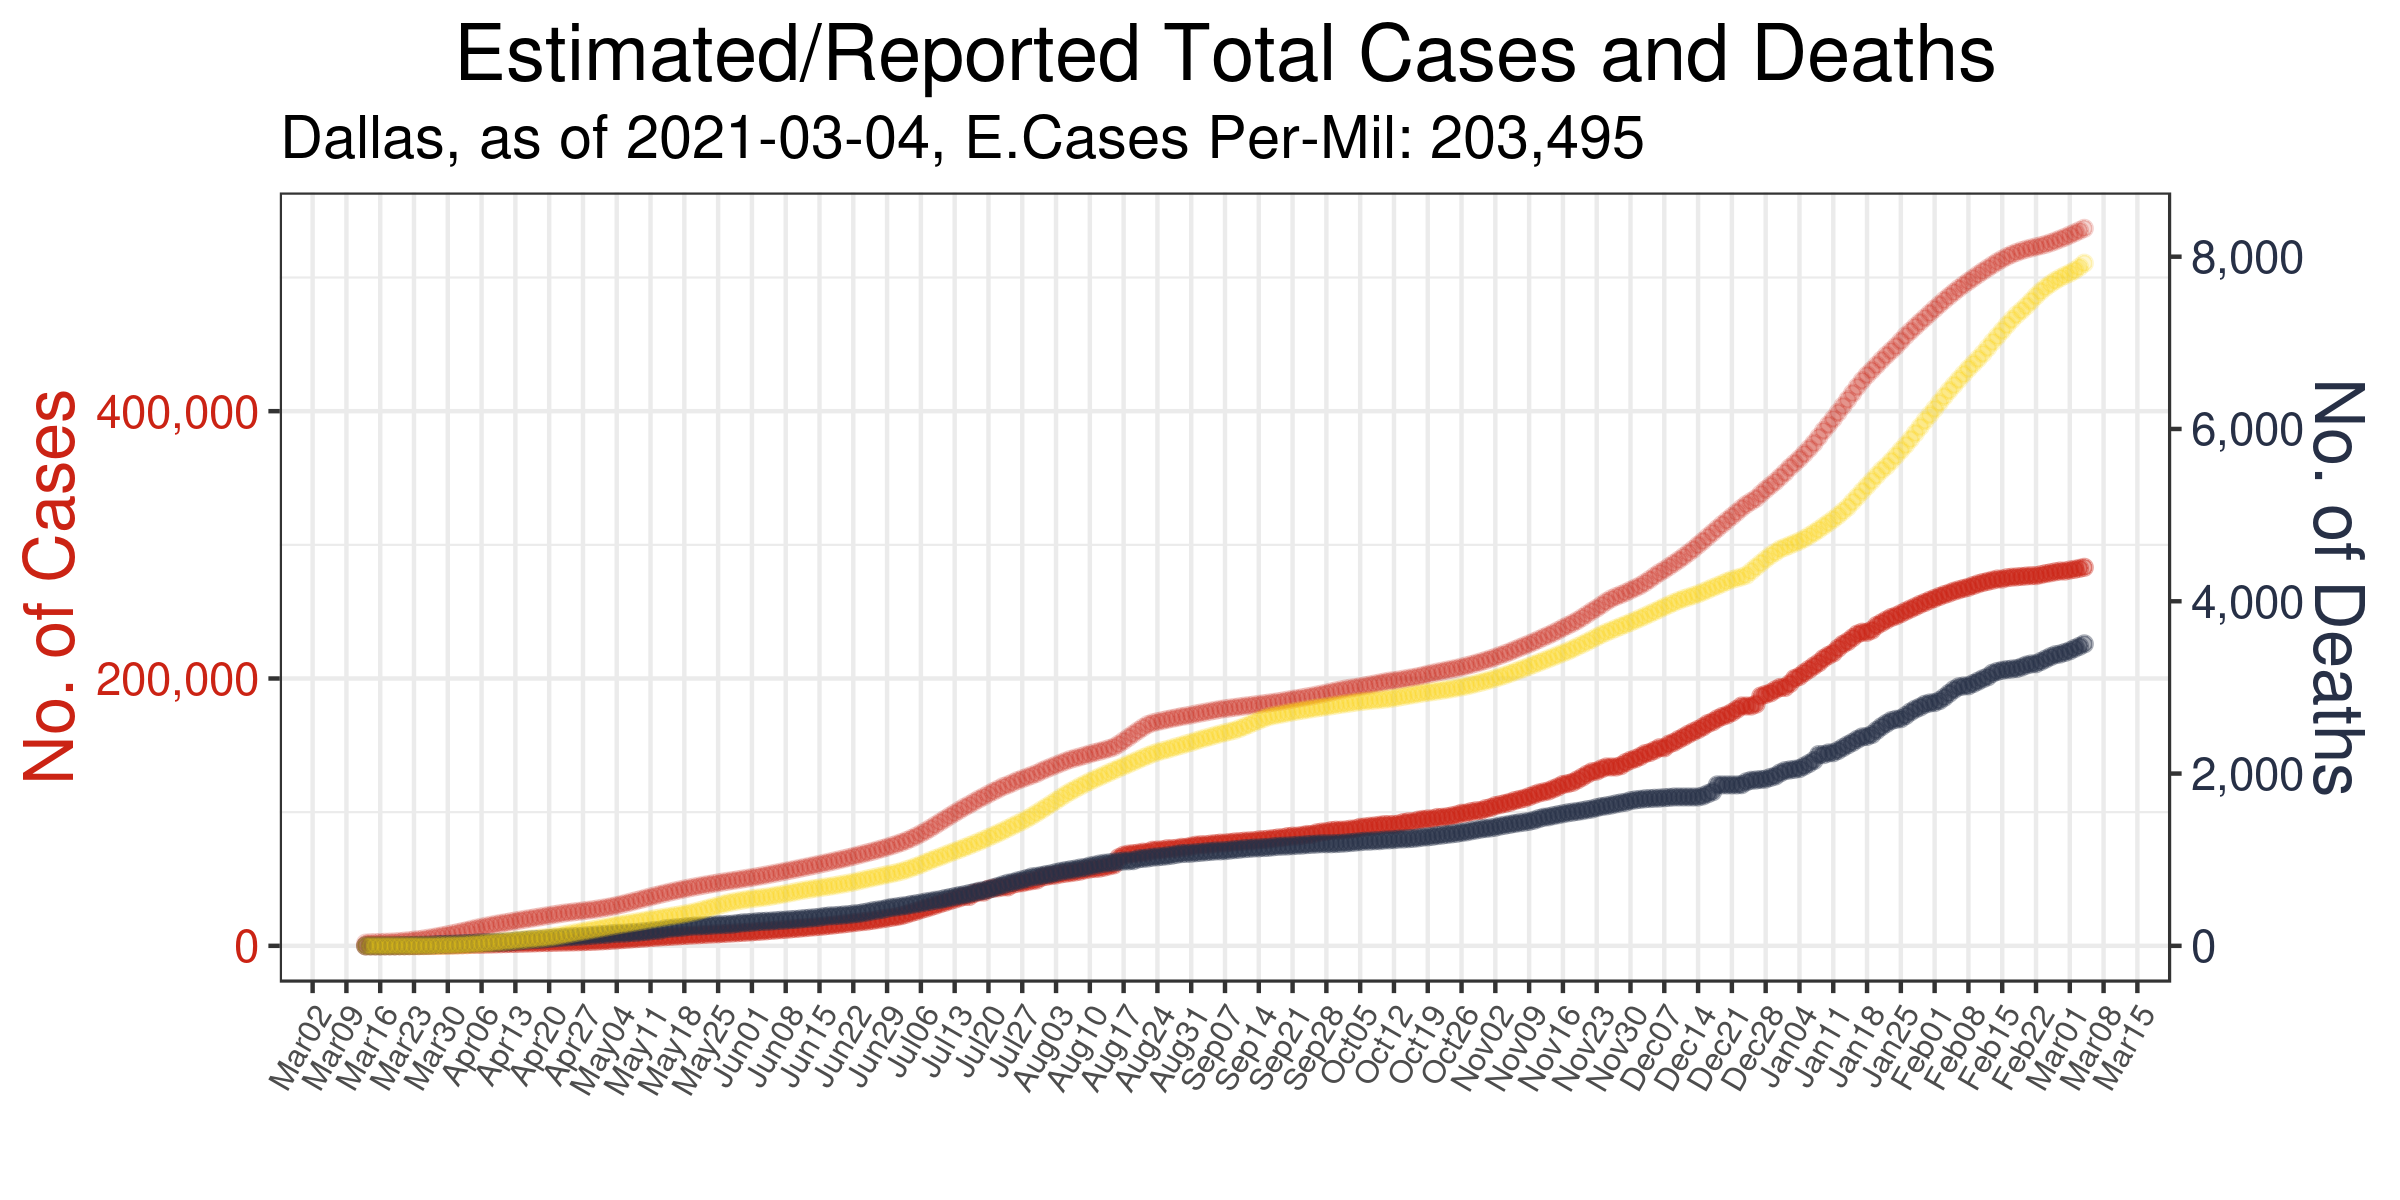 Estimated/Reported Total Cases and Deaths
Dallas, as of 2021-03-04, E.Cases Per-Mil: 203,495
No. of Cases
400,000
200,000
0
8,000
6,000
4,000
2,000
0
No. of Deaths
Mar02
Mar09
Mar16
Mar23
Mar30
Apr06
Apr13
Apr20
Apr27
May04
May11
May18
May25
Jun01
Jun08
Jun15
Jun22
Jun29
Jul06
Jul13
Jul20
Jul27
Aug03
Aug10
Aug17
Aug24
Aug31
Sep07
Sep14
Sep21
Sep28
Oct05
Oct12
Oct19
Oct26
Nov02
Nov09
Nov16
Nov23
Nov30
Dec07
Dec14
Dec21
Dec28
Jan04
Jan11
Jan18
Jan25
Feb01
Feb08
Feb15
Feb22
Mar01
Mar08
Mar15